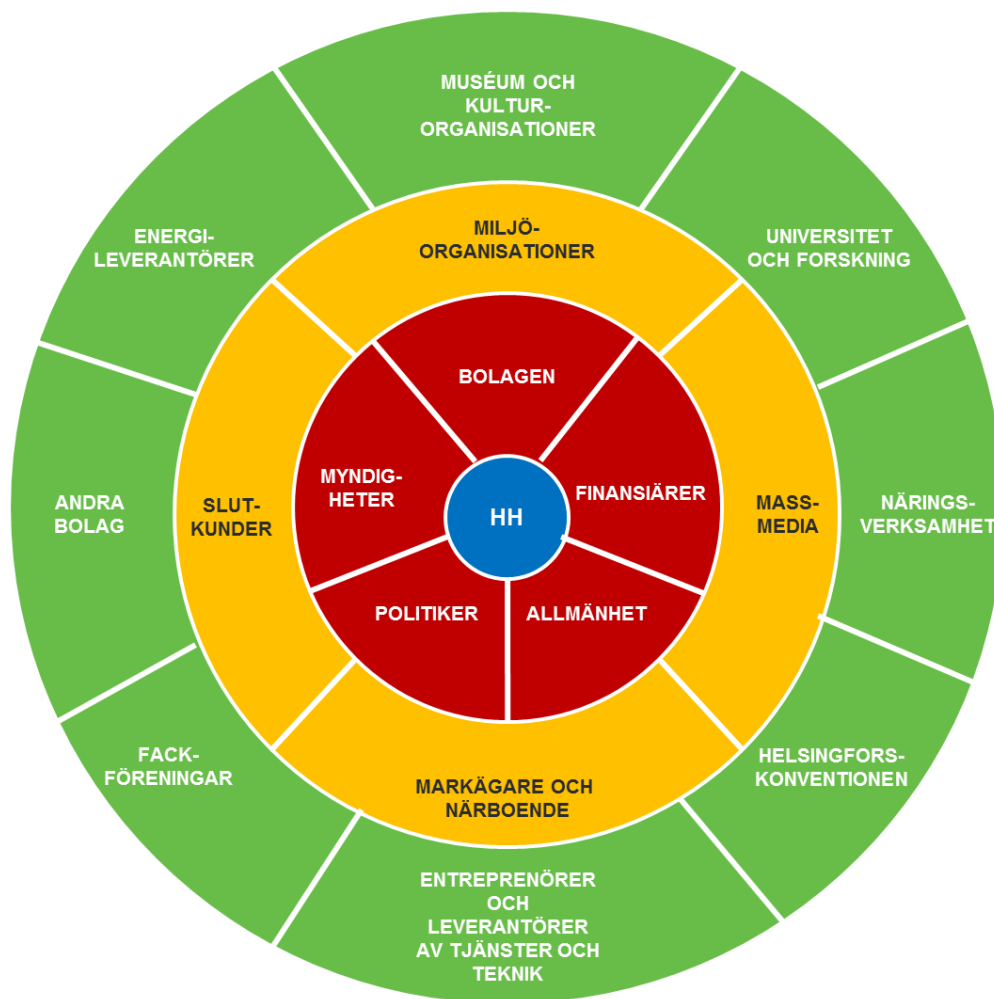 MUSÉUM OCH
KULTUR-
ORGANISATIONER
ENERGI-
LEVERANTÖRER
UNIVERSITET
OCH FORSKNING
MILJÖ-
ORGANISATIONER
BOLAGEN
MYNDIG-
HETER
FINANSIÄRER
HH
ANDRA
BOLAG
SLUT-
KUNDER
MASS-
MEDIA
NÄRINGS-
VERKSAMHET
POLITIKER
ALLMÄNHET
FACK-
FÖRENINGAR
HELSINGFORS-
KONVENTIONEN
MARKÄGARE OCH
NÄRBOENDE
ENTREPRENÖRER
OCH
LEVERANTÖRER
AV TJÄNSTER OCH
TEKNIK